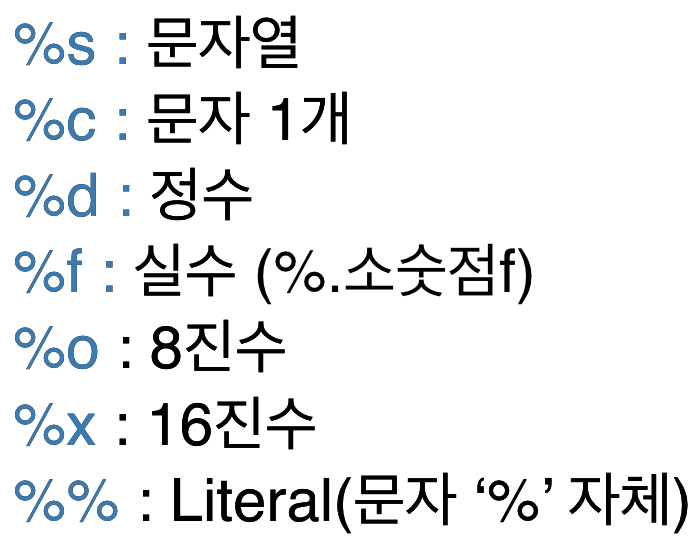 %s : 문자열
%c : 문자 1개
%d : 정수
%f : 실수 (%.소숫점f)
%o : 8진수
%x : 16진수
%% : Literal(문자 ‘%’ 자체)